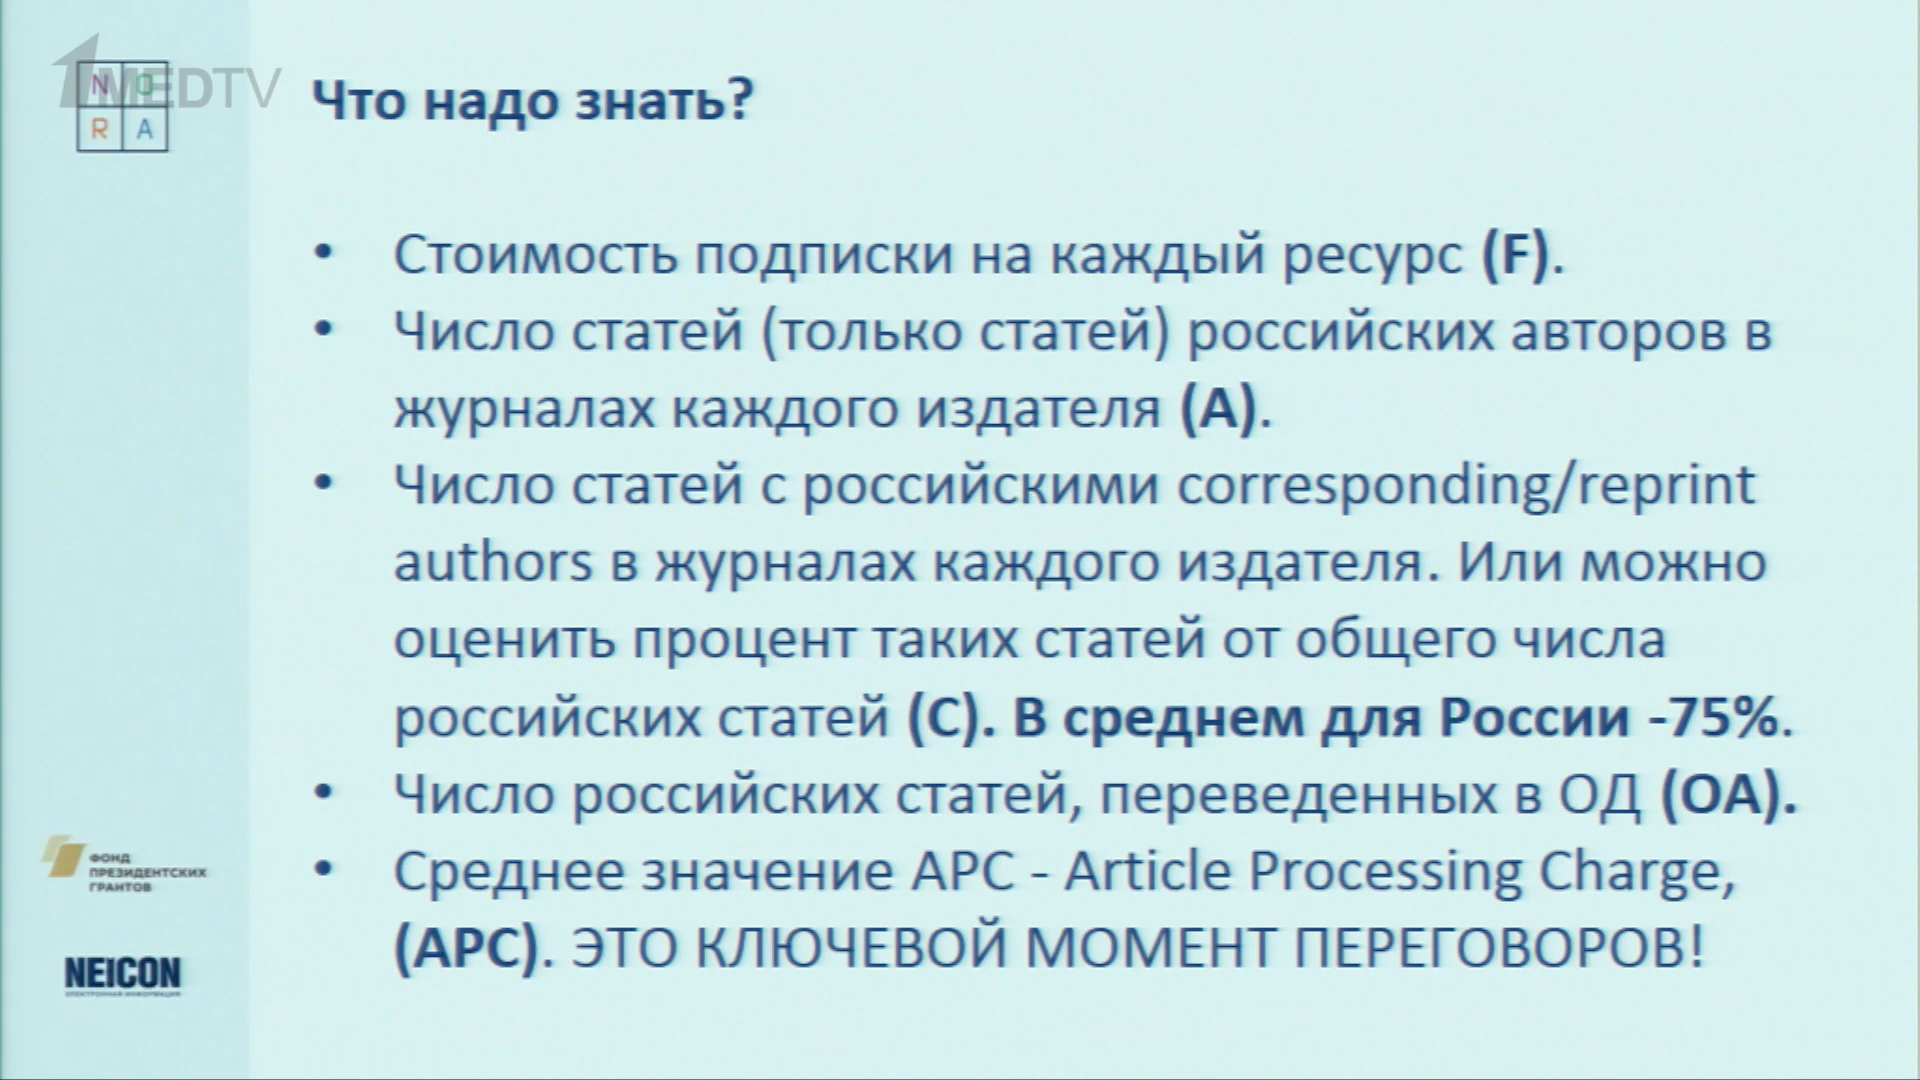 1MEDTV
N O
R A
Что надо знать?
• Стоимость подписки на каждый ресурс (F).
• Число статей (только статей) российских авторов в
журналах каждого издателя (A).
• Число статей с российскими corresponding/reprint
authors в журналах каждого издателя. Или можно
оценить процент таких статей от общего числа
российских статей (C). В среднем для России -75%.
• Число российских статей, переведенных в ОД (OA).
• Среднее значение APC - Article Processing Charge,
(APC). ЭТО КЛЮЧЕВОЙ МОМЕНТ ПЕРЕГОВОРОВ!
ФОНД
ПРЕЗИДЕНТСКИХ
ГРАНТОВ
NEICON
ЭЛЕКТРОННАЯ ИНФОРМАЦИЯ